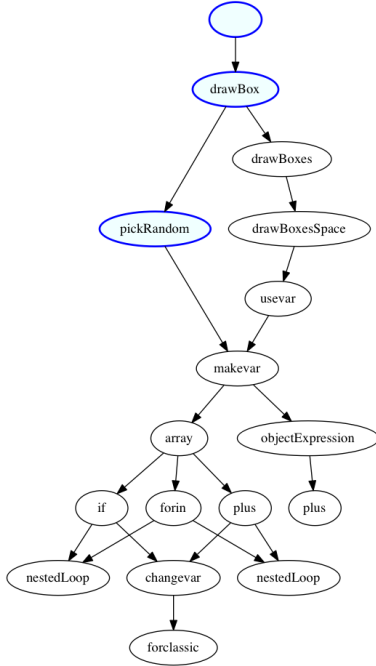 drawBox
drawBoxes
pickRandom
drawBoxesSpace
usevar
makevar
array
objectExpression
if
forin
plus
plus
nestedLoop
changevar
nestedLoop
forclassic